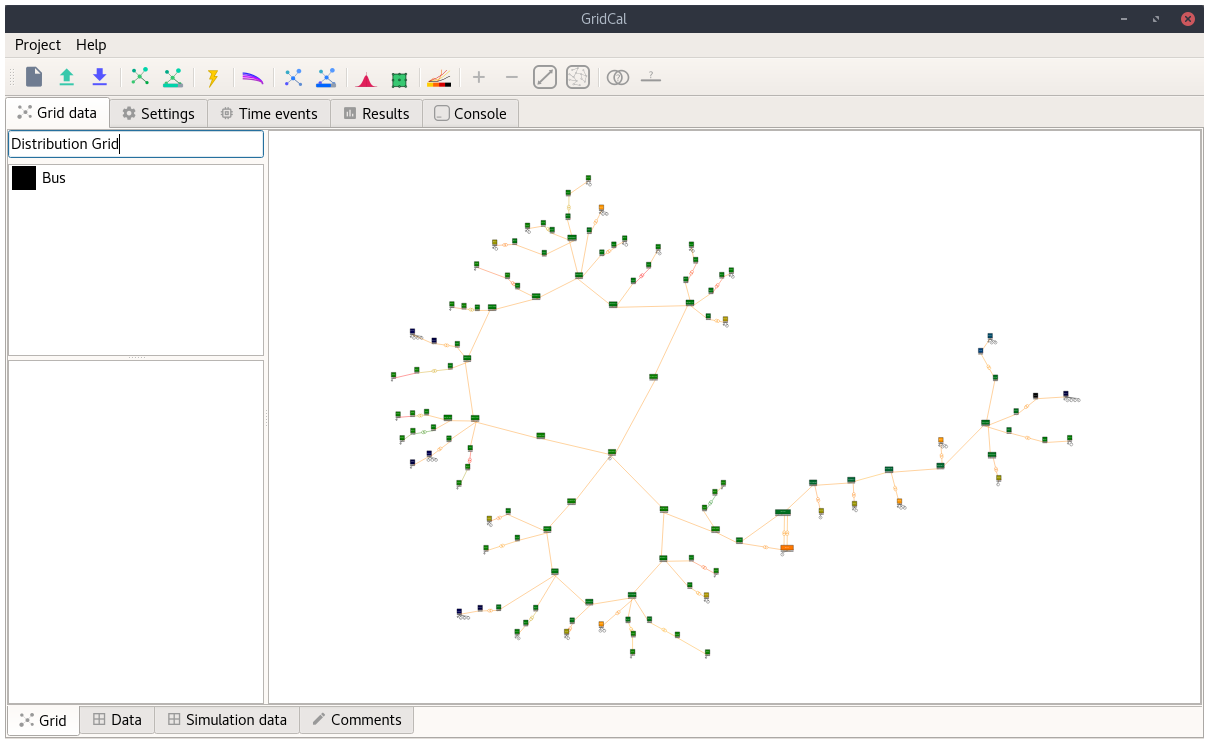 GridCal
Project Help
Grid data Settings Time events Results Console
Distribution Grid
Bus
Grid Data Simulation data Comments